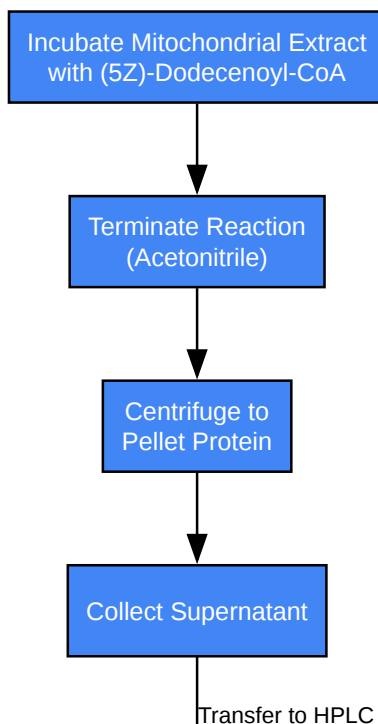 Incubate Mitochondrial Extract
with (5Z)-Dodecenoyl-CoA
Terminate Reaction
(Acetonitrile)
Centrifuge to
Pellet Protein
Collect Supernatant
Transfer to HPLC